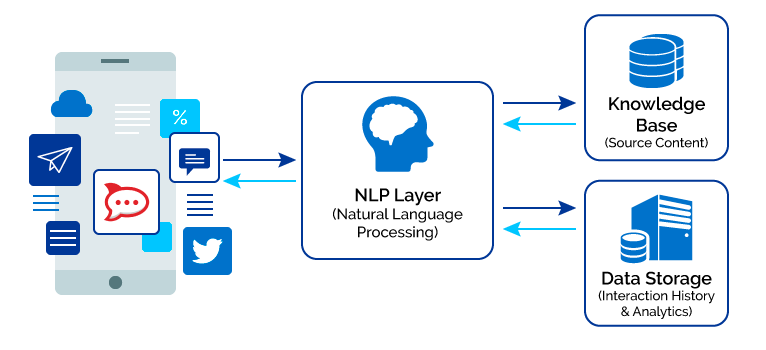 %
NLP Layer
(Natural Language
Processing)
Knowledge
Base
(Source Content)
Data Storage
(Interaction History
& Analytics)